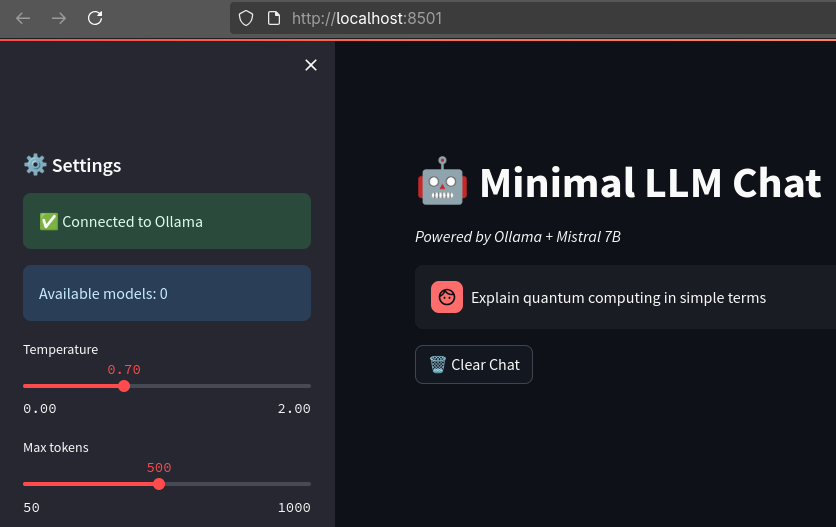 http://localhost:8501
⚙️ Settings
✅ Connected to Ollama
Available models: 0
Temperature
0.70
0.00 2.00
Max tokens
500
50 1000
🤖 Minimal LLM Chat
Powered by Ollama + Mistral 7B
Explain quantum computing in simple terms
🗑️ Clear Chat